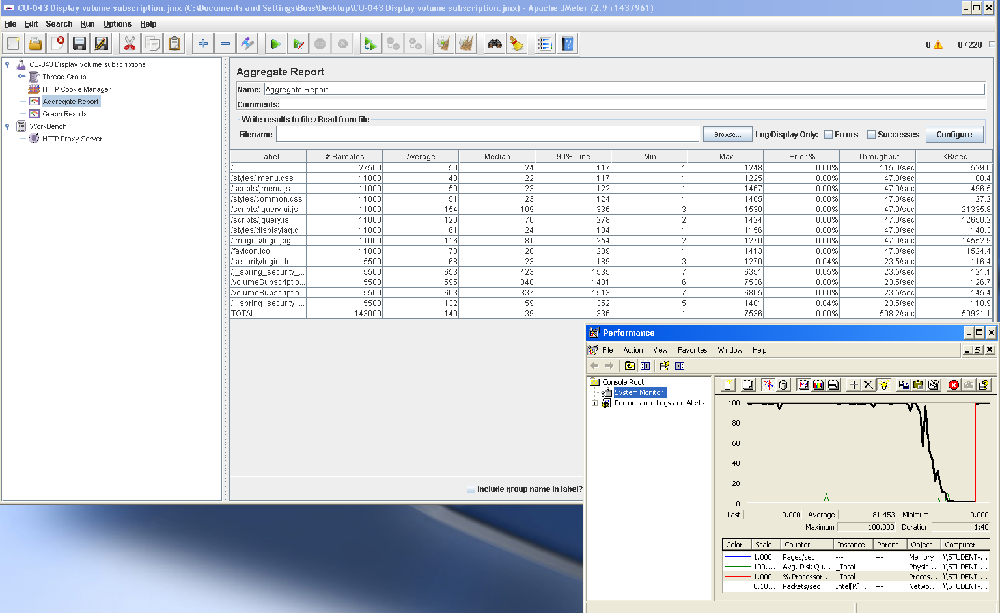 CU-043 Display volume subscription.jmx (C:\Documents and Settings\Boss\Desktop\CU-043 Display volume subscription.jmx) - Apache JMeter (2.9 r1437961)
File Edit Search Run Options Help
0 0 / 220
CU-043 Display volume subscriptions
Thread Group
HTTP Cookie Manager
Aggregate Report
Graph Results
WorkBench
HTTP Proxy Server
Aggregate Report
Name: Aggregate Report
Comments:
Write results to file / Read from file
Filename Browse... Log/Display Only: Errors Successes Configure
Label # Samples Average Median 90% Line Min Max Error % Throughput KB/sec
/ 27500 50 24 117 1 1248 0.00% 115.0/sec 529.6
/styles/jmenu.css 11000 48 22 117 1 1225 0.00% 47.0/sec 88.4
/scripts/jmenu.js 11000 50 23 122 1 1467 0.00% 47.0/sec 496.5
/styles/common.css 11000 51 23 124 1 1465 0.00% 47.0/sec 27.2
/scripts/jquery-ui.js 11000 154 109 336 3 1530 0.00% 47.0/sec 21335.8
/scripts/jquery.js 11000 120 76 278 2 1424 0.00% 47.0/sec 12650.2
/styles/displaytag.c... 11000 61 24 184 1 1156 0.00% 47.0/sec 140.3
/images/logo.jpg 11000 116 81 254 2 1270 0.00% 47.0/sec 14552.9
/favicon.ico 11000 73 28 209 1 1413 0.00% 47.0/sec 1524.4
/security/login.do 5500 68 23 189 3 1270 0.04% 23.5/sec 116.4
/j_spring_security_... 5500 653 423 1535 7 6351 0.05% 23.5/sec 121.1
/volumeSubscriptio... 5500 595 340 1481 6 7536 0.00% 23.5/sec 126.7
/volumeSubscriptio... 5500 603 337 1513 7 6805 0.00% 23.5/sec 145.4
/j_spring_security_... 5500 132 59 352 5 1401 0.04% 23.5/sec 110.9
TOTAL 143000 140 39 336 1 7536 0.00% 598.2/sec 50921.1
Include group name in label?
Performance
File Action View Favorites Window Help
Console Root
System Monitor
Performance Logs and Alerts
100
80
60
40
20
0
Last 0.000 Average 81.453 Minimum 0.000
Maximum 100.000 Duration 1:40
Color Scale Counter Instance Parent Object Computer
1.000 Pages/sec --- --- Memory \\STUDENT-...
100.... Avg. Disk Qu... _Total --- Physic... \\STUDENT-...
1.000 % Processor... _Total --- Proces... \\STUDENT-...
0.10... Packets/sec Intel[R] ... --- Netwo... \\STUDENT-...